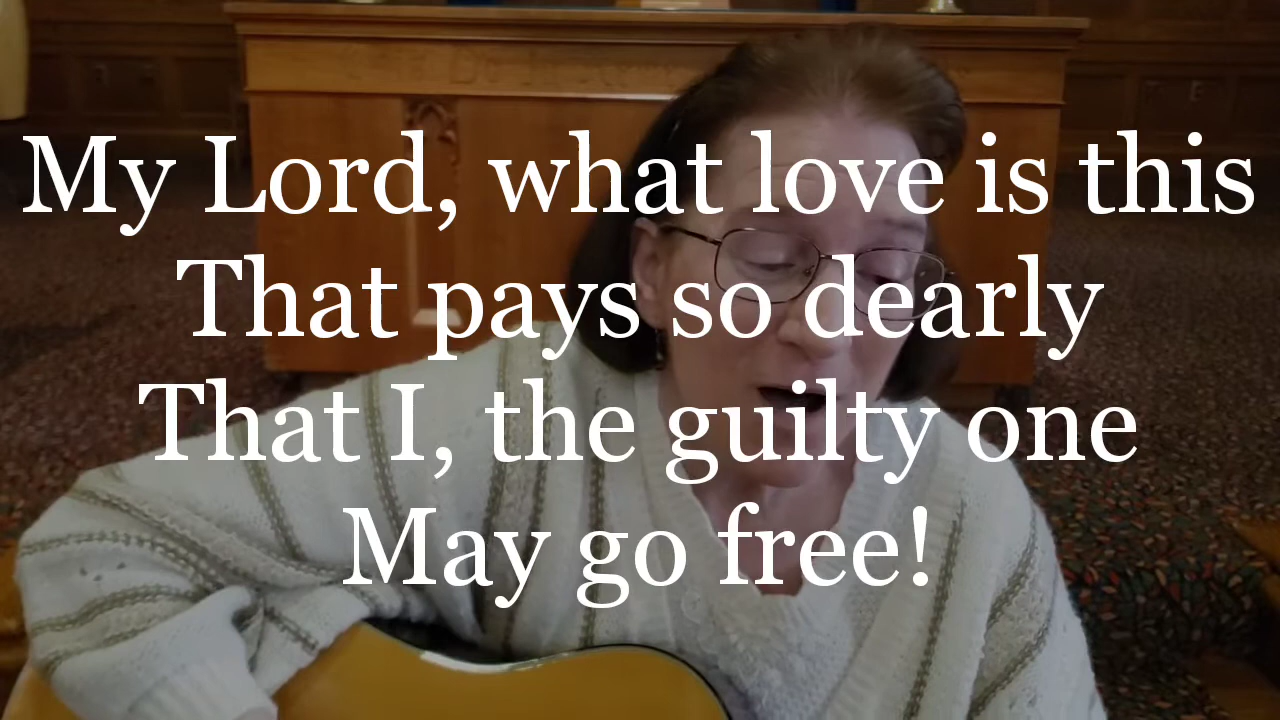 My Lord, what love is this
That pays so dearly
That I, the guilty one
May go free!